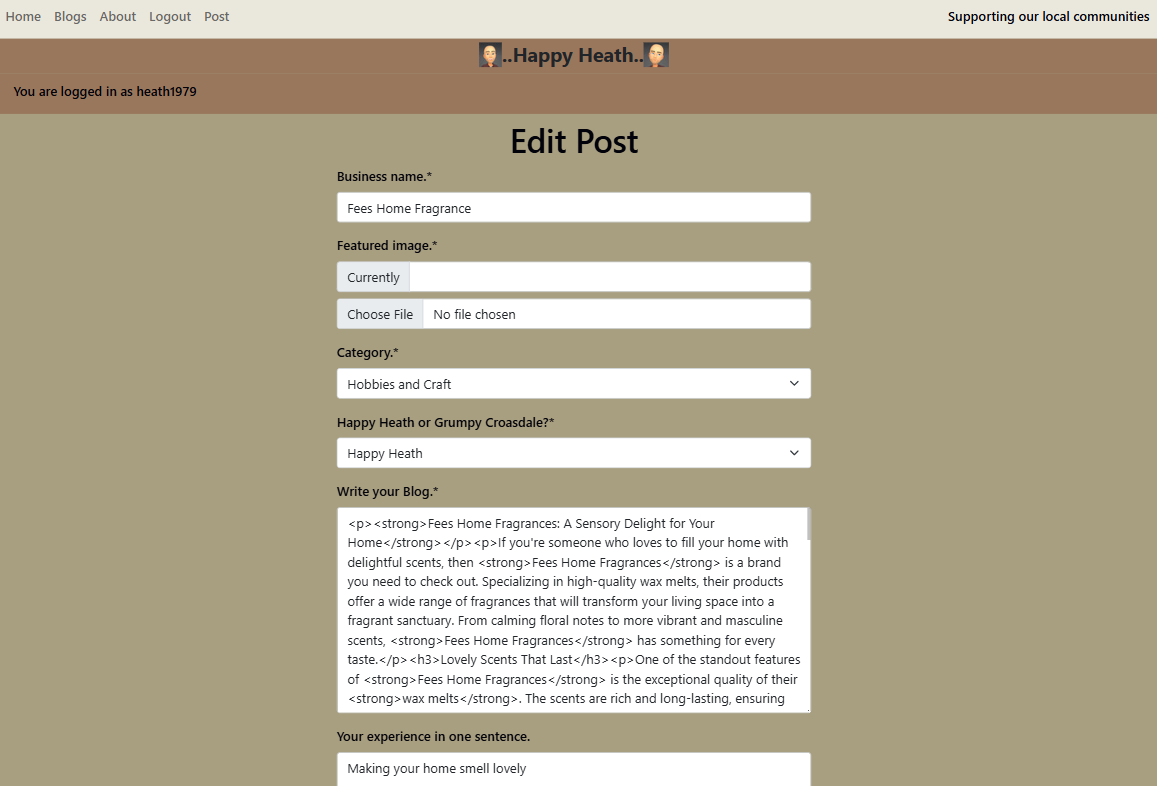 Home Blogs About Logout Post Supporting our local communities
..Happy Heath..
You are logged in as heath1979
Edit Post
Business name.*
Fees Home Fragrance
Featured image.*
Currently
Choose File No file chosen
Category.*
Hobbies and Craft
Happy Heath or Grumpy Croasdale?*
Happy Heath
Write your Blog.*
<p><strong>Fees Home Fragrances: A Sensory Delight for Your
Home</strong></p><p>If you're someone who loves to fill your home with
delightful scents, then <strong>Fees Home Fragrances</strong> is a brand
you need to check out. Specializing in high-quality wax melts, their products
offer a wide range of fragrances that will transform your living space into a
fragrant sanctuary. From calming floral notes to more vibrant and masculine
scents, <strong>Fees Home Fragrances</strong> has something for every
taste.</p><h3>Lovely Scents That Last</h3><p>One of the standout features
of <strong>Fees Home Fragrances</strong> is the exceptional quality of their
<strong>wax melts</strong>. The scents are rich and long-lasting, ensuring
Your experience in one sentence.
Making your home smell lovely